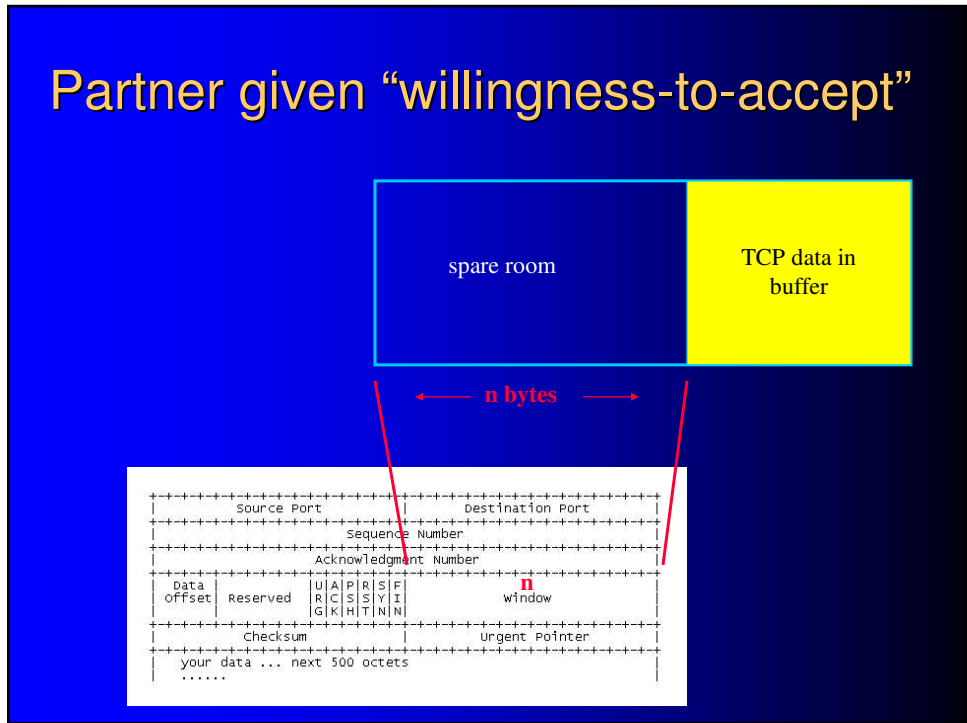 Partner given “willingness-to-accept”
spare room
TCP data in
buffer
n bytes
+-+-+-+-+-+-+-+-+-+-+-+-+-+-+-+-+-+-+-+-+-+-+-+-+-+-+-+-+-+-+-+-+
|          Source Port          |       Destination Port        |
+-+-+-+-+-+-+-+-+-+-+-+-+-+-+-+-+-+-+-+-+-+-+-+-+-+-+-+-+-+-+-+-+
|                        Sequence Number                        |
+-+-+-+-+-+-+-+-+-+-+-+-+-+-+-+-+-+-+-+-+-+-+-+-+-+-+-+-+-+-+-+-+
|                    Acknowledgment Number                      |
+-+-+-+-+-+-+-+-+-+-+-+-+-+-+-+-+-+-+-+-+-+-+-+-+-+-+-+-+-+-+-+-+
|  Data |           |U|A|P|R|S|F|               n               |
| Offset| Reserved  |R|C|S|S|Y|I|            Window             |
|       |           |G|K|H|T|N|N|                               |
+-+-+-+-+-+-+-+-+-+-+-+-+-+-+-+-+-+-+-+-+-+-+-+-+-+-+-+-+-+-+-+-+
|           Checksum            |         Urgent Pointer        |
+-+-+-+-+-+-+-+-+-+-+-+-+-+-+-+-+-+-+-+-+-+-+-+-+-+-+-+-+-+-+-+-+
|   your data ... next 500 octets                               |
|   ......                                                      |